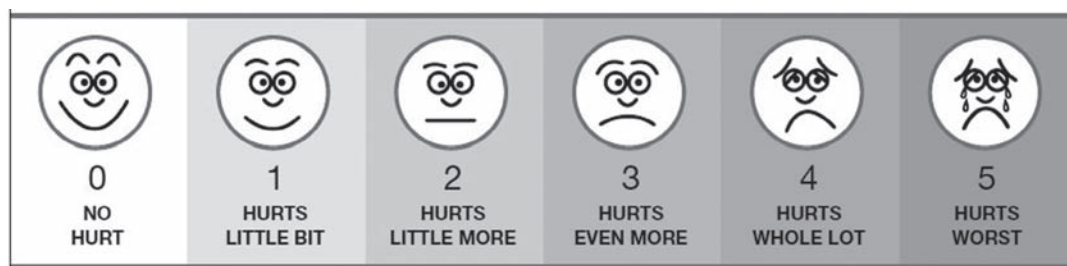 0
NO
HURT
1
HURTS
LITTLE BIT
2
HURTS
LITTLE MORE
3
HURTS
EVEN MORE
4
HURTS
WHOLE LOT
5
HURTS
WORST